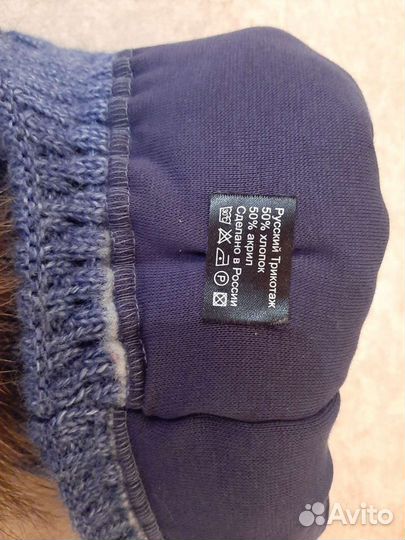 Русский Трикотаж
50% хлопок
50% акрил
Сделано в России
Avito